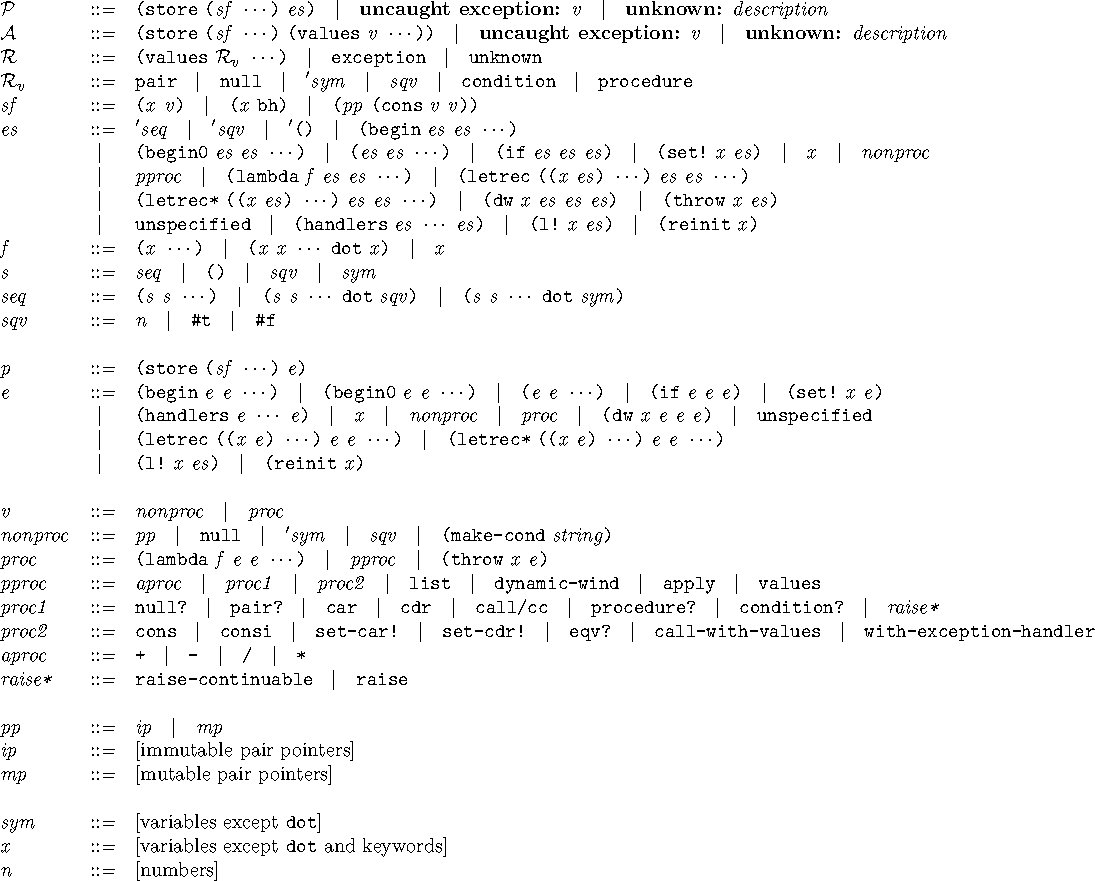 𝒫 ::= (store (sf ···) es) | uncaught exception: v | unknown: description
𝒜 ::= (store (sf ···) (values v ···)) | uncaught exception: v | unknown: description
ℛ ::= (values ℛv ···) | exception | unknown
ℛv ::= pair | null | 'sym | sqv | condition | procedure
sf ::= (x v) | (x bh) | (pp (cons v v))
es ::= 'seq | 'sqv | '() | (begin es es ···)
| (begin0 es es ···) | (es es ···) | (if es es es) | (set! x es) | x | nonproc
| pproc | (lambda f es es ···) | (letrec ((x es) ···) es es ···)
| (letrec* ((x es) ···) es es ···) | (dw x es es es) | (throw x es)
| unspecified | (handlers es ··· es) | (l! x es) | (reinit x)
f ::= (x ···) | (x x ··· dot x) | x
s ::= seq | () | sqv | sym
seq ::= (s s ···) | (s s ··· dot sqv) | (s s ··· dot sym)
sqv ::= n | #t | #f
p ::= (store (sf ···) e)
e ::= (begin e e ···) | (begin0 e e ···) | (e e ···) | (if e e e) | (set! x e)
| (handlers e ··· e) | x | nonproc | proc | (dw x e e e) | unspecified
| (letrec ((x e) ···) e e ···) | (letrec* ((x e) ···) e e ···)
| (l! x es) | (reinit x)
v ::= nonproc | proc
nonproc ::= pp | null | 'sym | sqv | (make-cond string)
proc ::= (lambda f e e ···) | pproc | (throw x e)
pproc ::= aproc | proc1 | proc2 | list | dynamic-wind | apply | values
proc1 ::= null? | pair? | car | cdr | call/cc | procedure? | condition? | raise*
proc2 ::= cons | consi | set-car! | set-cdr! | eqv? | call-with-values | with-exception-handler
aproc ::= + | - | / | *
raise* ::= raise-continuable | raise
pp ::= ip | mp
ip ::= [immutable pair pointers]
mp ::= [mutable pair pointers]
sym ::= [variables except dot]
x ::= [variables except dot and keywords]
n ::= [numbers]